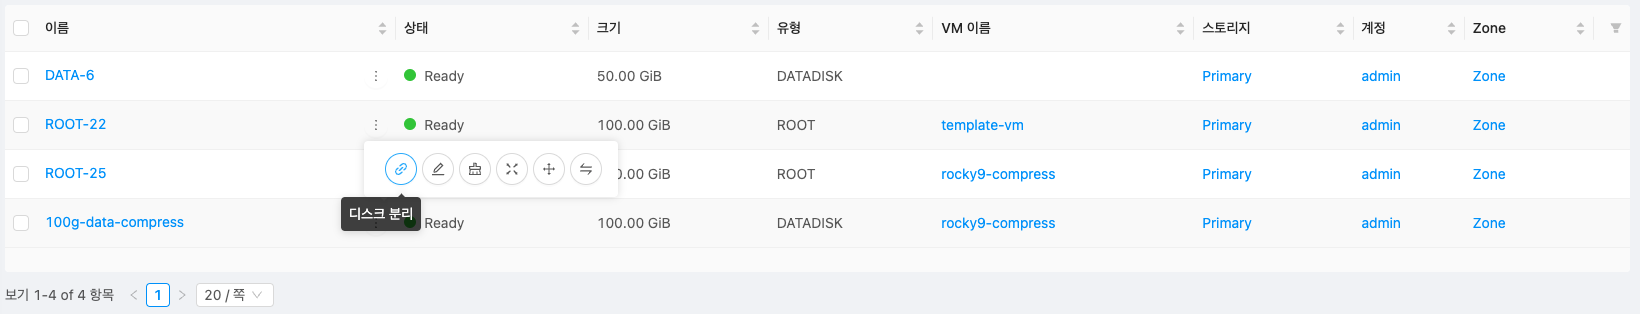 이름 상태 크기 유형 VM 이름 스토리지 계정 Zone
DATA-6 Ready 50.00 GiB DATADISK Primary admin Zone
ROOT-22 Ready 100.00 GiB ROOT template-vm Primary admin Zone
ROOT-25 0.00 GiB ROOT rocky9-compress Primary admin Zone
디스크 분리
100g-data-compress Ready 100.00 GiB DATADISK rocky9-compress Primary admin Zone
보기 1-4 of 4 항목 1 20 / 쪽